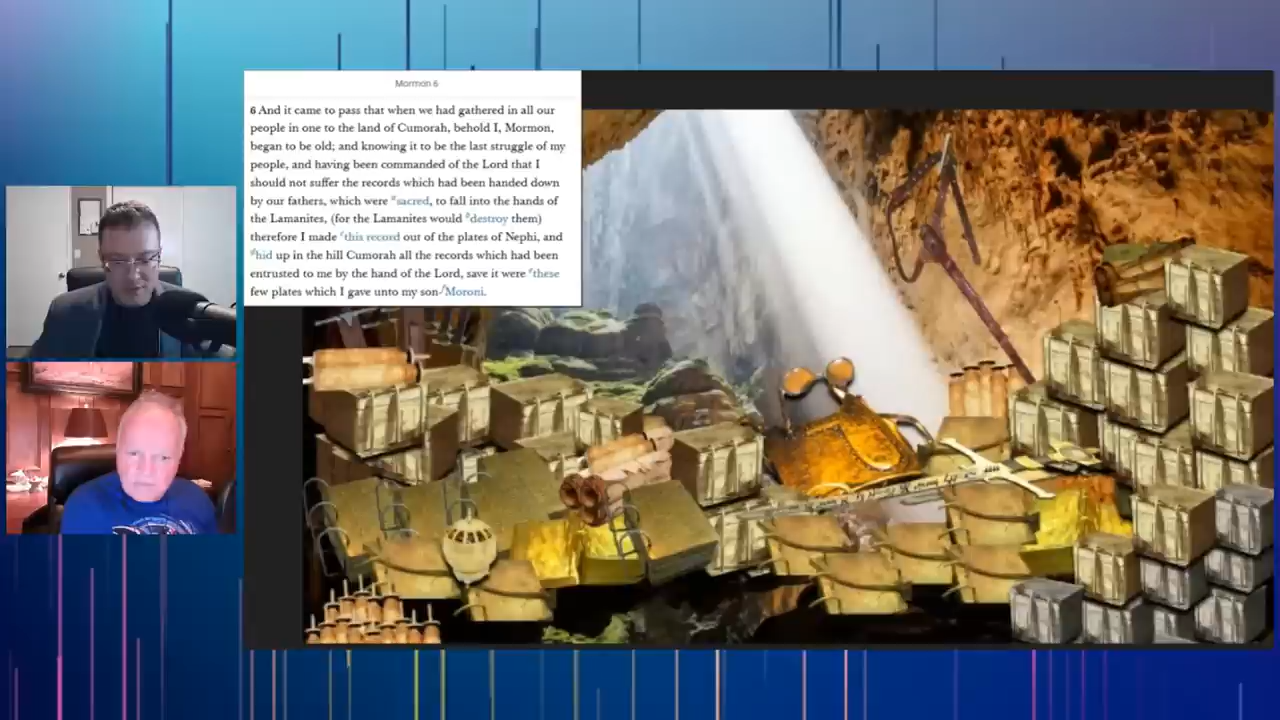 Mormon 6
6 And it came to pass that when we had gathered in all our
people in one to the land of Cumorah, behold I, Mormon,
began to be old; and knowing it to be the last struggle of my
people, and having been commanded of the Lord that I
should not suffer the records which had been handed down
by our fathers, which were ᵃsacred, to fall into the hands of
the Lamanites, (for the Lamanites would ᵇdestroy them)
therefore I made ᶜthis record out of the plates of Nephi, and
ᵈhid up in the hill Cumorah all the records which had been
entrusted to me by the hand of the Lord, save it were ᵉthese
few plates which I gave unto my son ᶠMoroni.